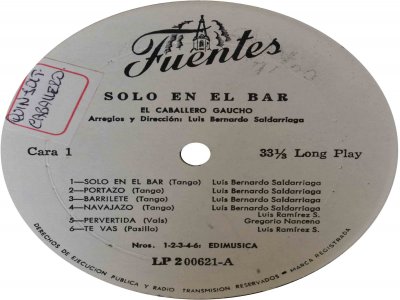 Fuentes
SOLO EN EL BAR
EL CABALLERO GAUCHO
Arreglos y Dirección: Luis Bernardo Saldarriaga
Cara 1
33⅓ Long Play
1—SOLO EN EL BAR (Tango) Luis Bernardo Saldarriaga
2—PORTAZO (Tango) Luis Bernardo Saldarriaga
3—BARRILETE (Tango) Luis Bernardo Saldarriaga
4—NAVAJAZO (Tango) Luis Bernardo Saldarriaga
Luis Ramírez S.
5—PERVERTIDA (Vals) Gregorio Nanceno
6—TE VAS (Pasillo) Luis Ramírez S.
Nros. 1-2-3-4-6: EDIMUSICA
LP 200621-A
DERECHOS DE EJECUCION PUBLICA Y RADIO TRANSMISION RESERVADOS — MARCA REGISTRADA
CABALLERO